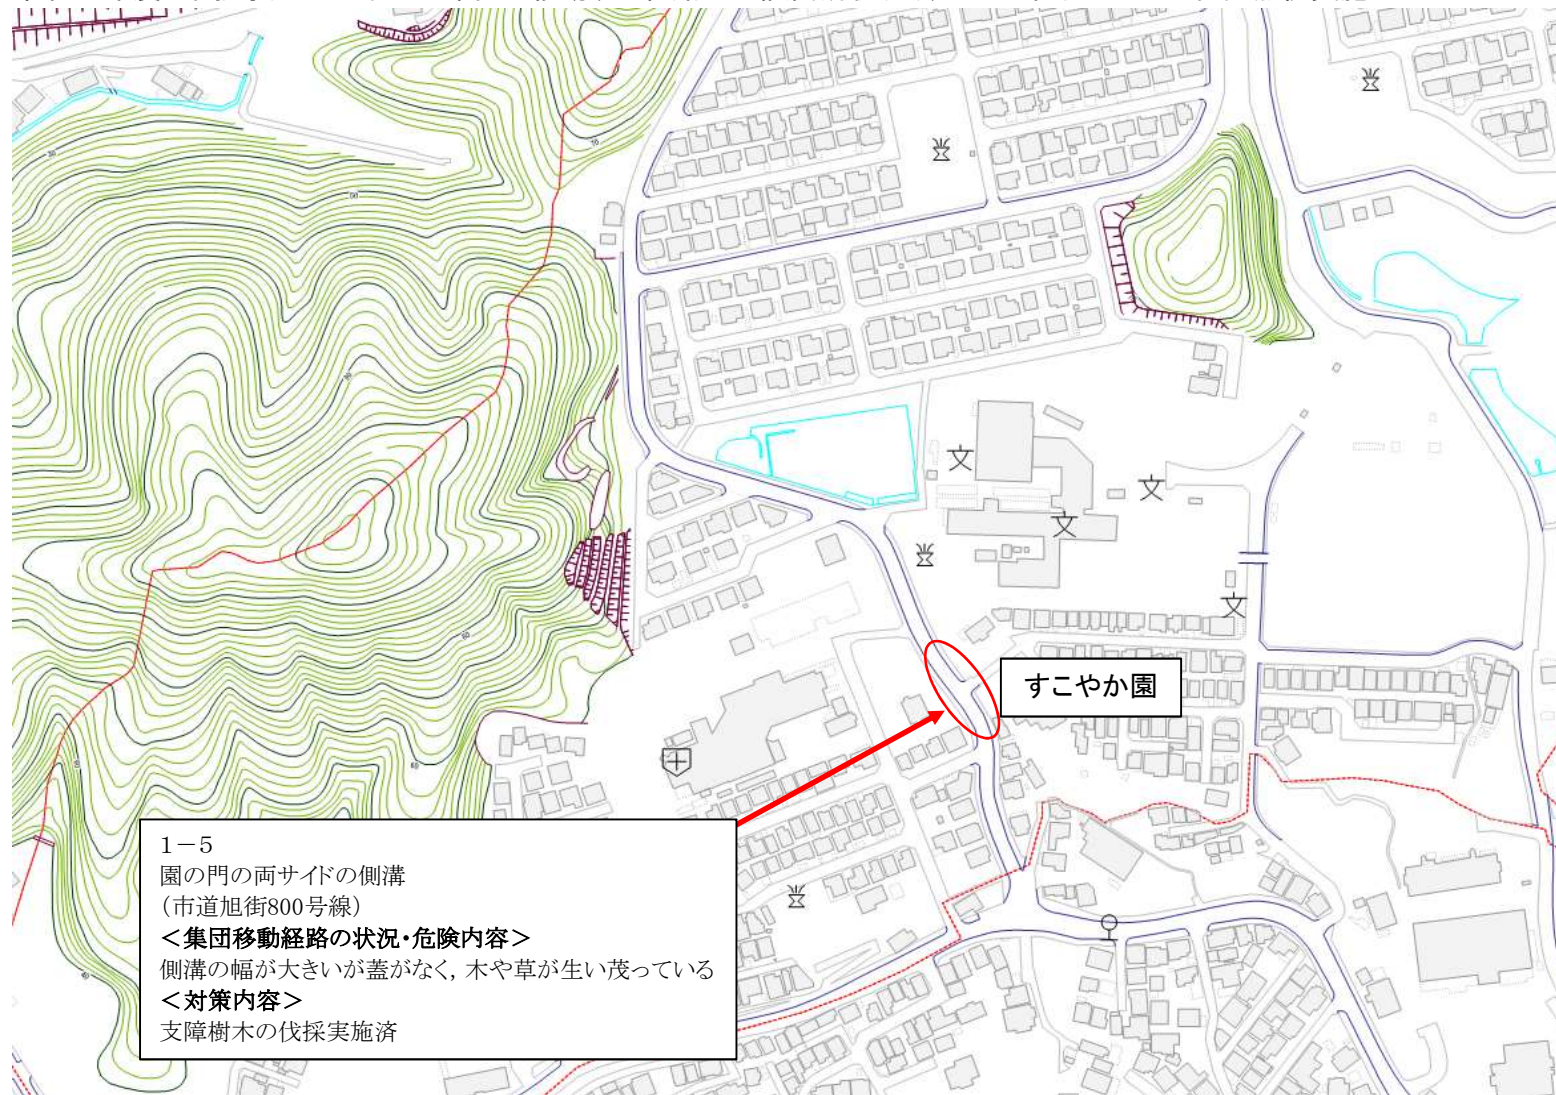 すこやか園
1－5
園の門の両サイドの側溝
（市道旭街800号線）
＜集団移動経路の状況・危険内容＞
側溝の幅が大きいが蓋がなく，木や草が生い茂っている
＜対策内容＞
支障樹木の伐採実施済